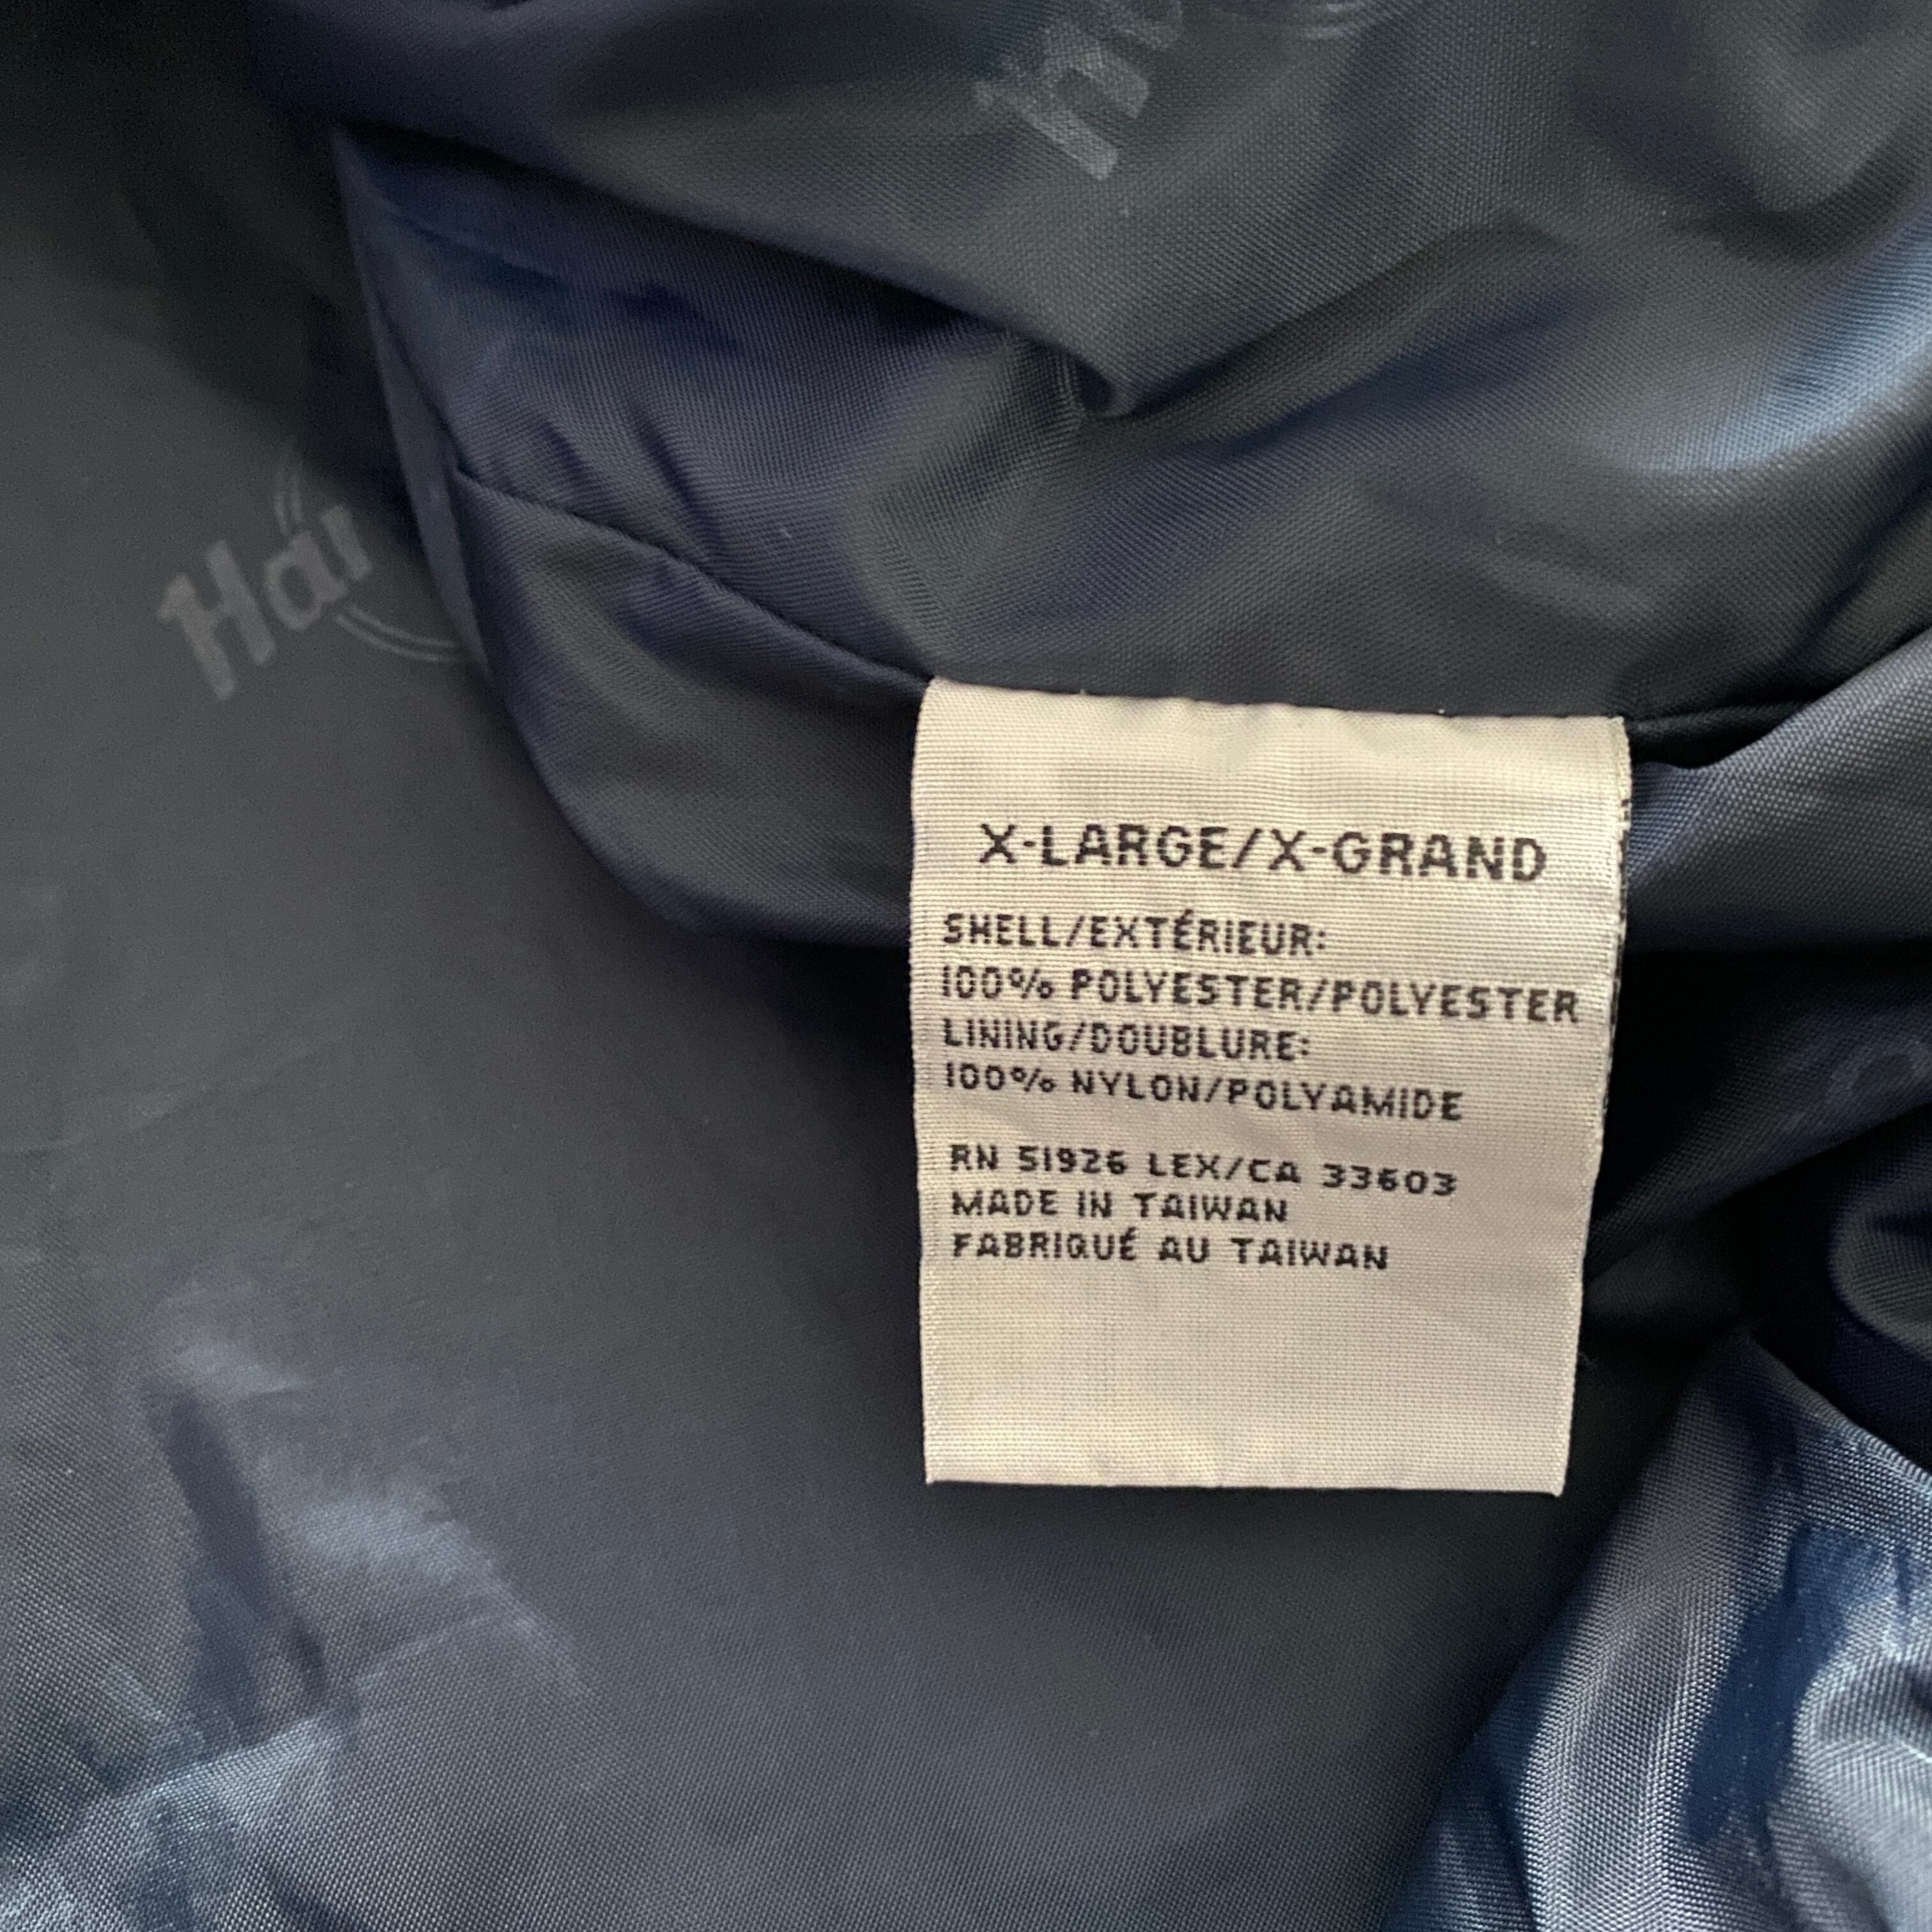 Har
X-LARGE/X-GRAND
SHELL/EXTÉRIEUR:
100% POLYESTER/POLYESTER
LINING/DOUBLURE:
100% NYLON/POLYAMIDE
RN 51926 LEX/CA 33603
MADE IN TAIWAN
FABRIQUÉ AU TAIWAN